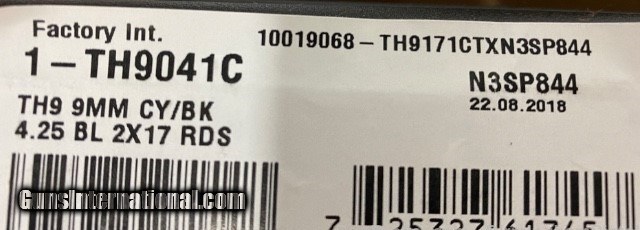 Factory Int.
10019068-TH9171CTXN3SP844
1-TH9041C
N3SP844
22.08.2018
TH9 9MM CY/BK
4.25 BL 2X17 RDS
GunsInternational.com